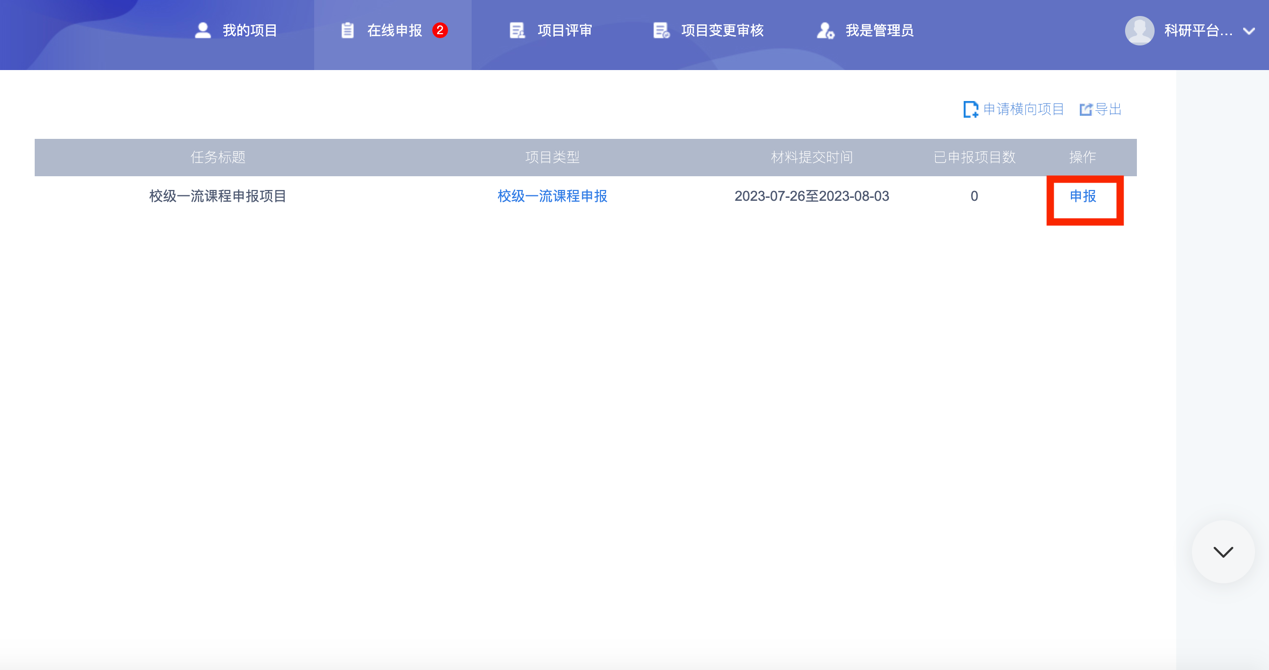 我的项目 在线申报 2 项目评审 项目变更审核 我是管理员 科研平台...
申请横向项目 导出
任务标题 项目类型 材料提交时间 已申报项目数 操作
校级一流课程申报项目 校级一流课程申报 2023-07-26至2023-08-03 0 申报